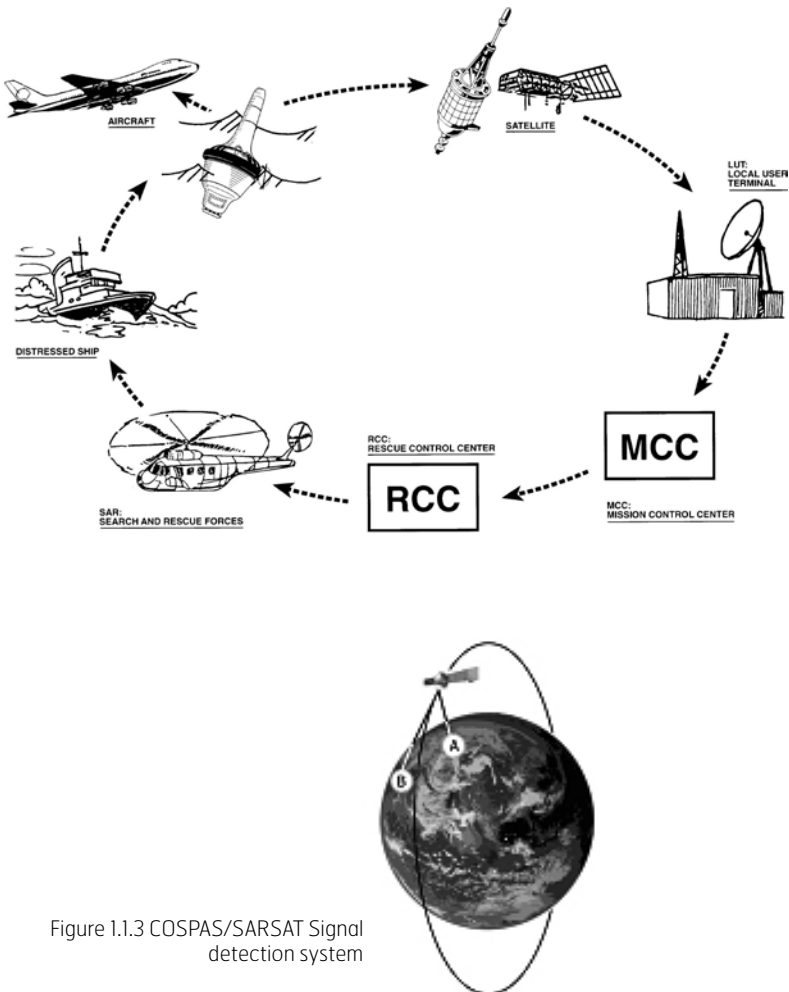 AIRCRAFT
SATELLITE
LUT:
LOCAL USER
TERMINAL
DISTRESSED SHIP
RCC:
RESCUE CONTROL CENTER
MCC
RCC
SAR:
SEARCH AND RESCUE FORCES
MCC:
MISSION CONTROL CENTER
A
B
Figure 1.1.3 COSPAS/SARSAT Signal
detection system